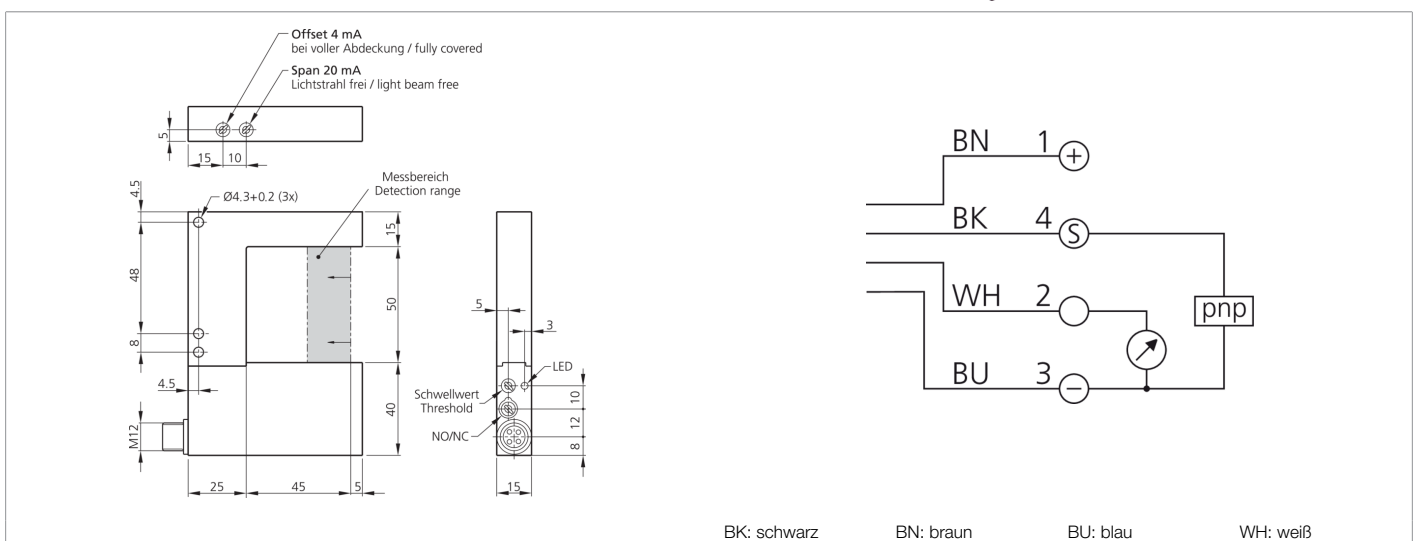 Offset 4 mA
bei voller Abdeckung / fully covered
Span 20 mA
Lichtstrahl frei / light beam free
5
15
10
Messbereich
Detection range
4.5
Ø4.3+0.2 (3x)
15
48
50
8
4.5
40
M12
25
45
5
5
3
LED
Schwellwert
Threshold
10
NO/NC
12
8
15
BN 1 +
BK 4 S
WH 2
pnp
BU 3 −
BK: schwarz BN: braun BU: blau WH: weiß